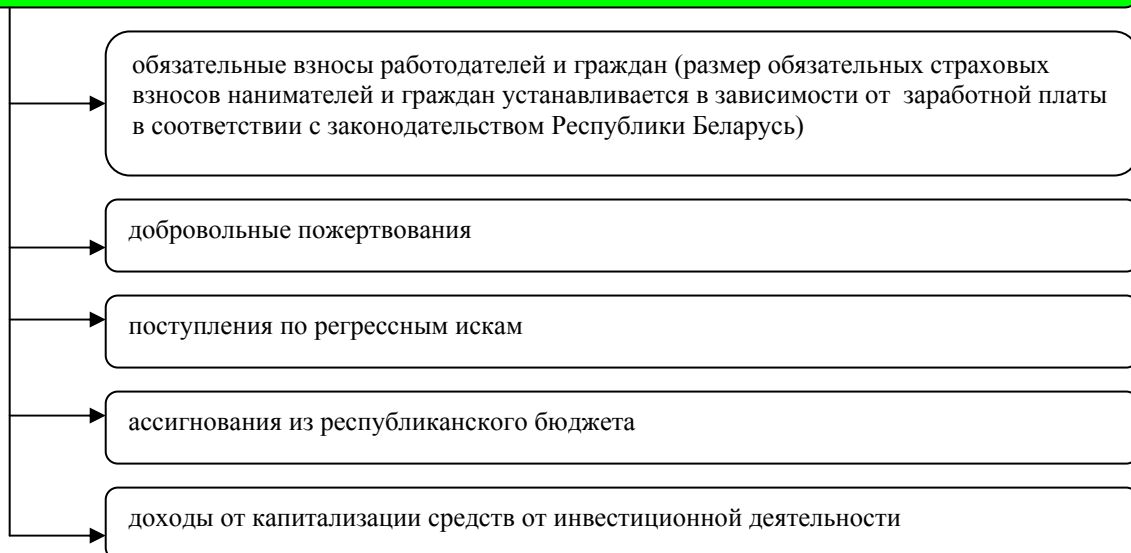 обязательные взносы работодателей и граждан (размер обязательных страховых
взносов нанимателей и граждан устанавливается в зависимости от заработной платы
в соответствии с законодательством Республики Беларусь)
добровольные пожертвования
поступления по регрессным искам
ассигнования из республиканского бюджета
доходы от капитализации средств от инвестиционной деятельности